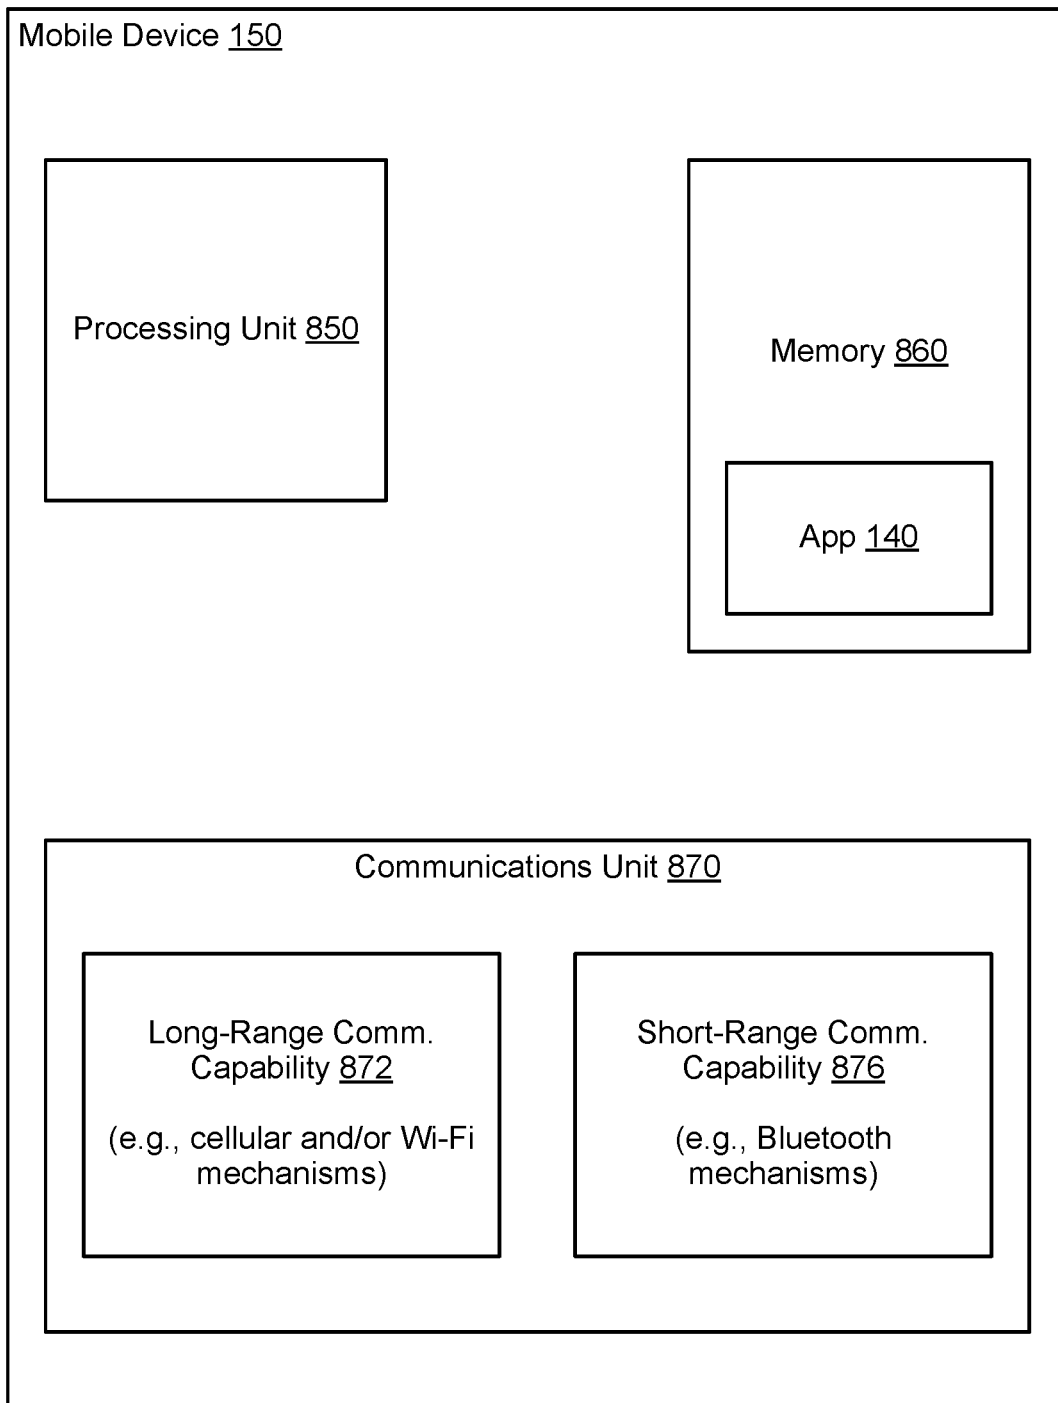 Mobile Device 150
Processing Unit 850
Memory 860
App 140
Communications Unit 870
Long-Range Comm.
Capability 872
(e.g., cellular and/or Wi-Fi
mechanisms)
Short-Range Comm.
Capability 876
(e.g., Bluetooth
mechanisms)